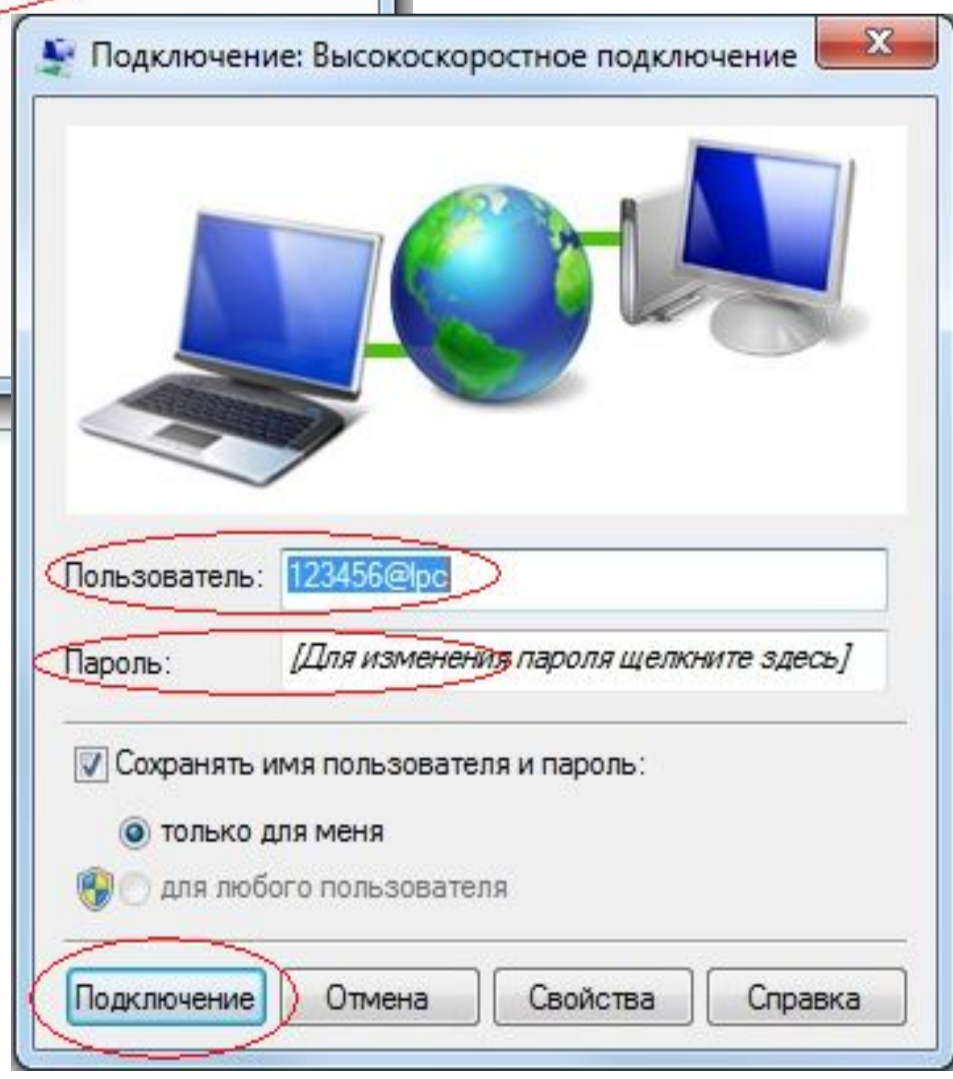 Подключение: Высокоскоростное подключение
Пользователь: 123456@lpc
Пароль: [Для изменения пароля щелкните здесь]
Сохранять имя пользователя и пароль:
только для меня
для любого пользователя
Подключение Отмена Свойства Справка